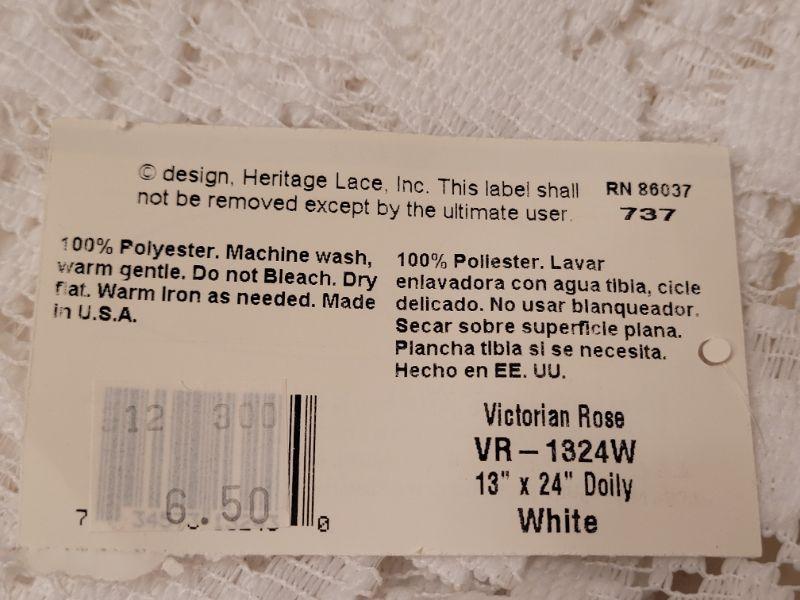 © design, Heritage Lace, Inc. This label shall
not be removed except by the ultimate user.
RN 86037
737
100% Polyester. Machine wash,
warm gentle. Do not Bleach. Dry
flat. Warm Iron as needed. Made
in U.S.A.
100% Poliester. Lavar
enlavadora con agua tibia, cicle
delicado. No usar blanqueador.
Secar sobre superficie plana.
Plancha tibia si se necesita.
Hecho en EE. UU.
312 300
6.50
7 0
Victorian Rose
VR-1324W
13" x 24" Doily
White